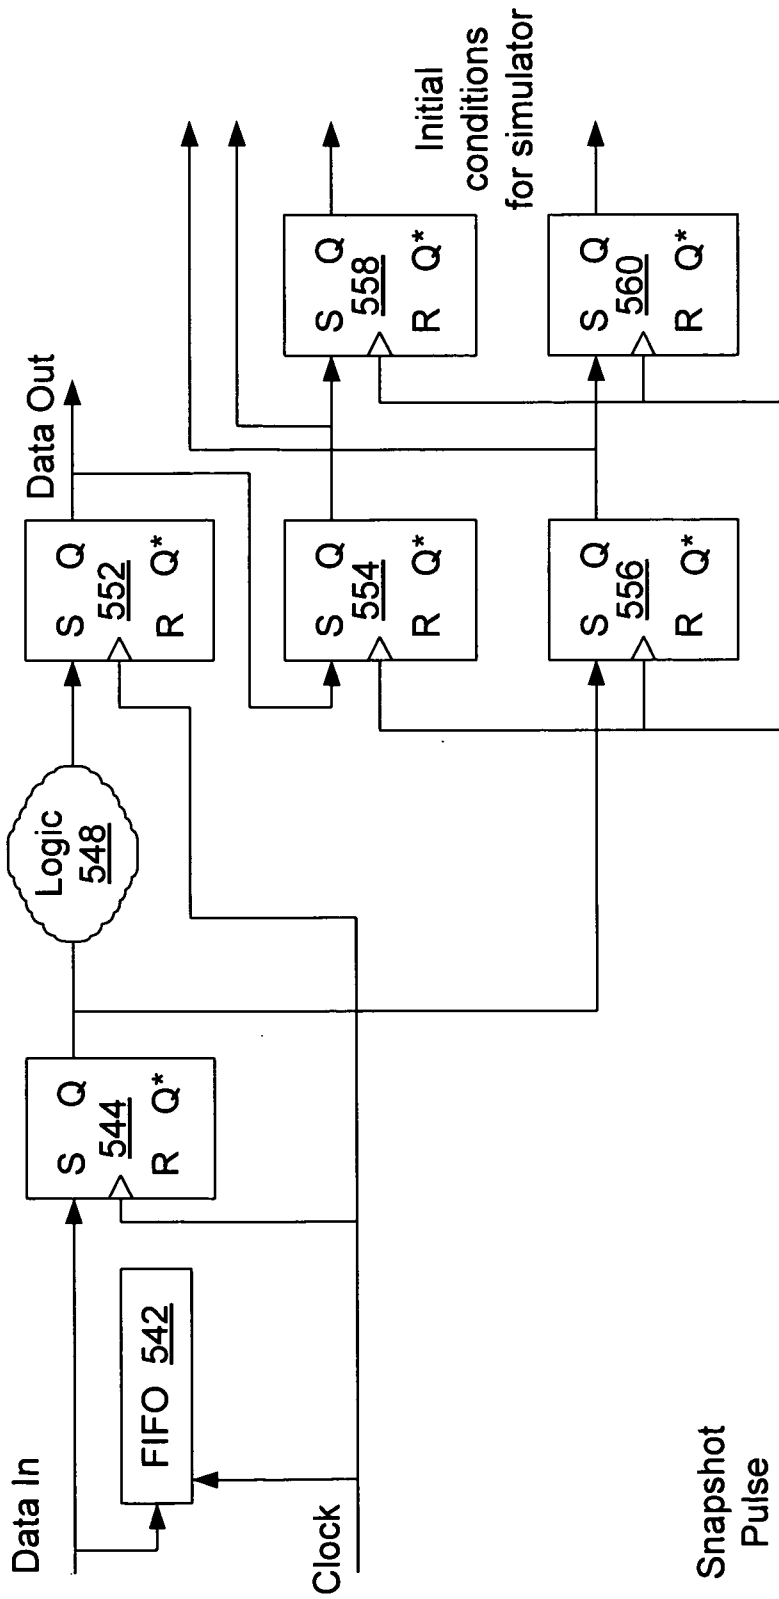 Data In
FIFO 542
Clock
S Q
544
R Q*
Logic
548
S Q
552
R Q*
Data Out
S Q
554
R Q*
S Q
556
R Q*
S Q
558
R Q*
S Q
560
R Q*
Initial
conditions
for simulator
Snapshot
Pulse